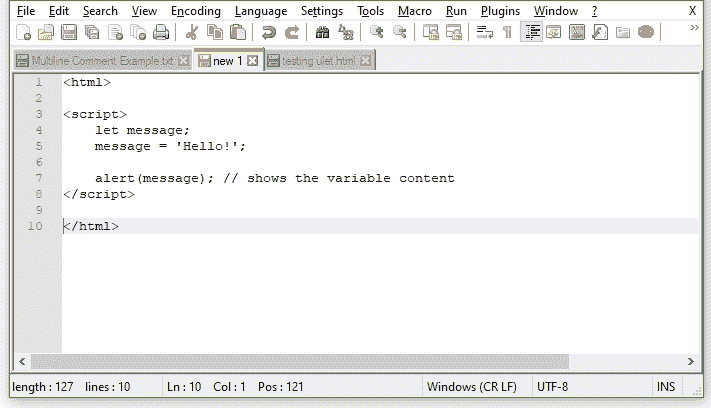 File Edit Search View Encoding Language Settings Tools Macro Run Plugins Window ? X
Multiline Comment Example.txt new 1 testing ulet.html
1 <html>
2
3 <script>
4 let message;
5 message = 'Hello!';
6
7 alert(message); // shows the variable content
8 </script>
9
10 </html>
length : 127 lines : 10 Ln : 10 Col : 1 Pos : 121 Windows (CR LF) UTF-8 INS